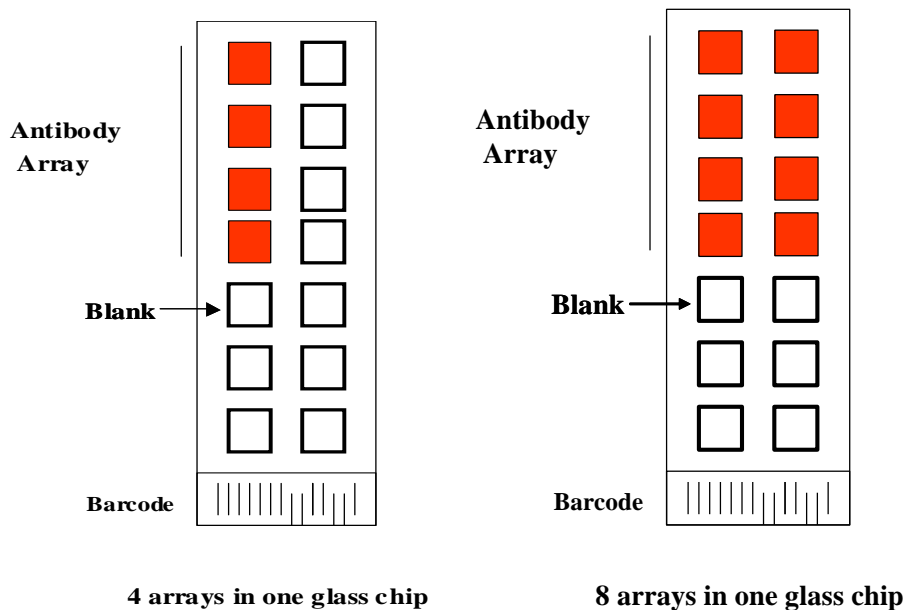 Antibody
Array
Blank
Barcode
4 arrays in one glass chip
Antibody
Array
Blank
Barcode
8 arrays in one glass chip